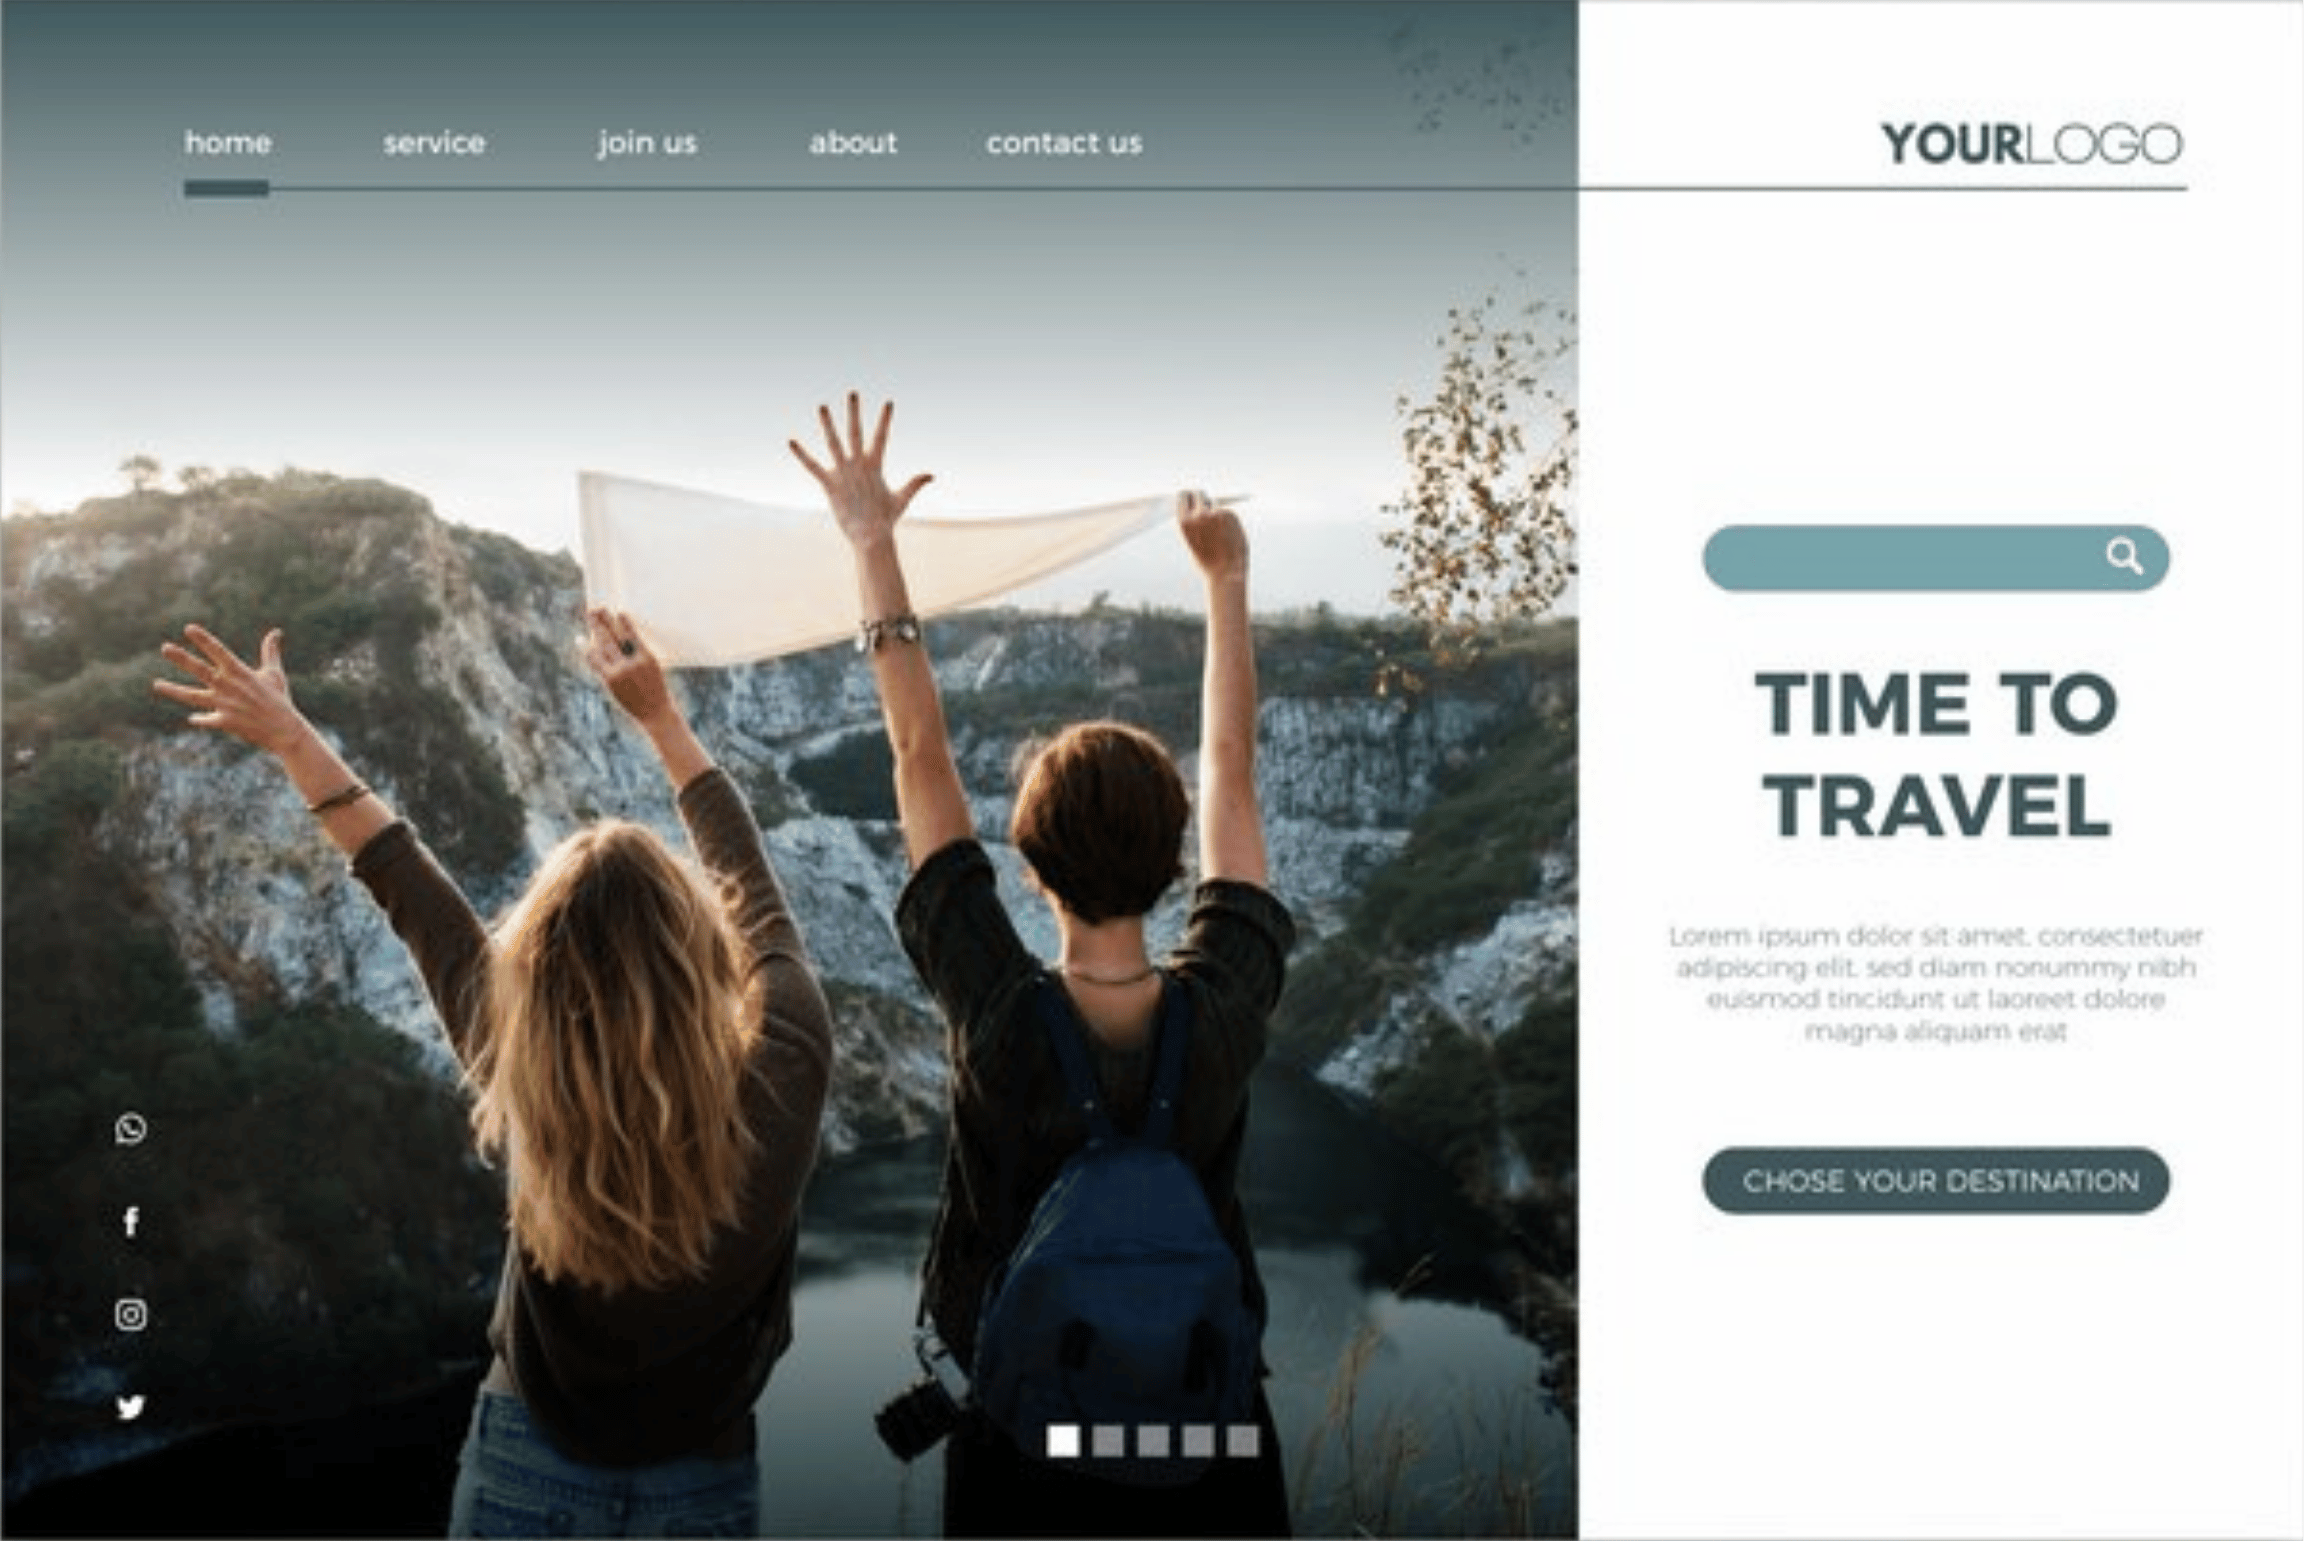 home service join us about contact us
YOURLOGO
TIME TO
TRAVEL
Lorem ipsum dolor sit amet, consectetuer
adipiscing elit, sed diam nonummy nibh
euismod tincidunt ut laoreet dolore
magna aliquam erat
CHOSE YOUR DESTINATION